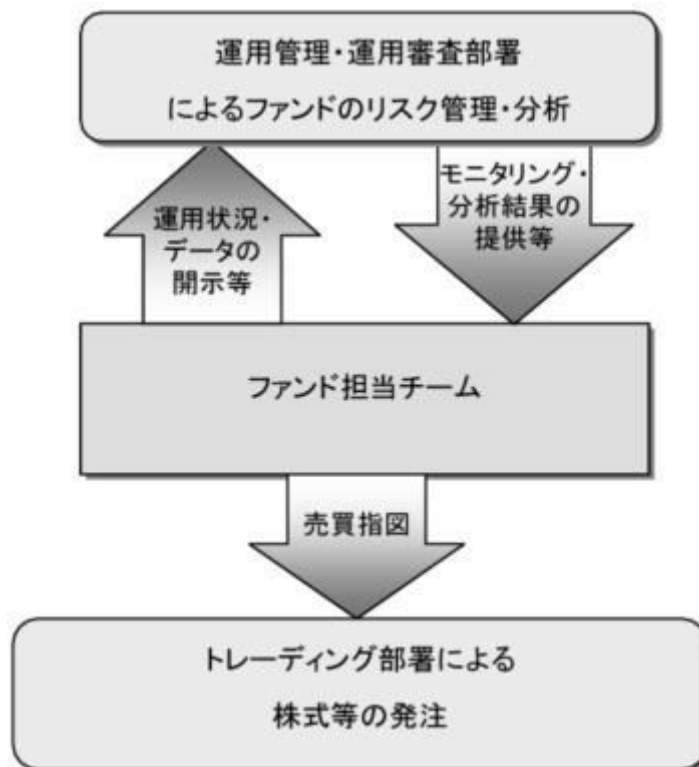 運用管理・運用審査部署
によるファンドのリスク管理・分析
運用状況・
データの
開示等
モニタリング・
分析結果の
提供等
ファンド担当チーム
売買指図
トレーディング部署による
株式等の発注